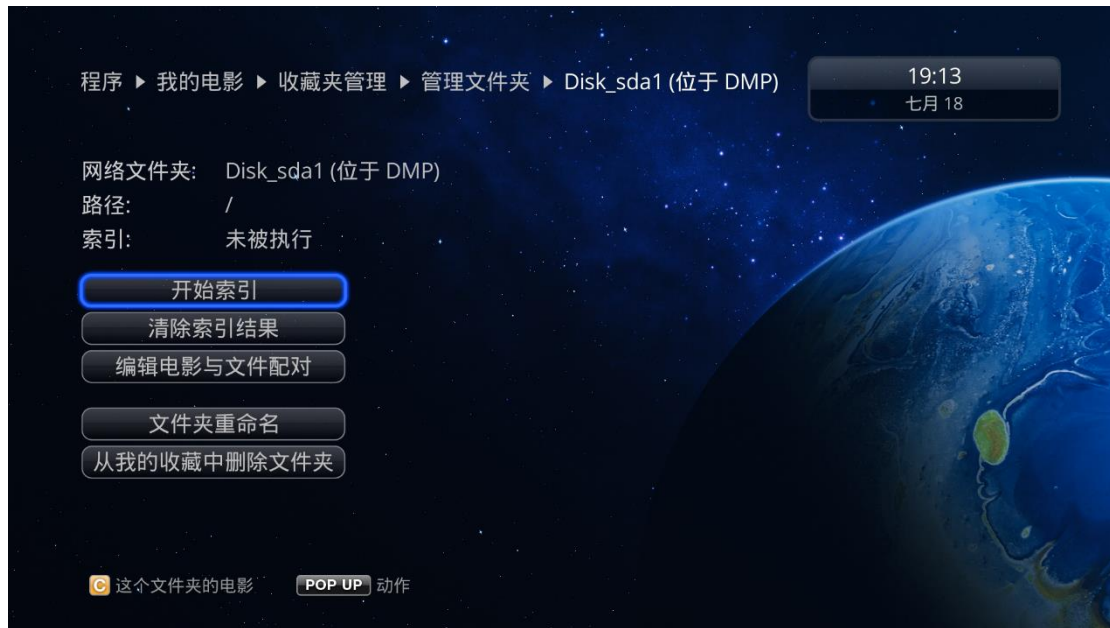 程序 ▶ 我的电影 ▶ 收藏夹管理 ▶ 管理文件夹 ▶ Disk_sda1 (位于 DMP)
19:13
七月 18
网络文件夹: Disk_sda1 (位于 DMP)
路径: /
索引: 未被执行
开始索引
清除索引结果
编辑电影与文件配对
文件夹重命名
从我的收藏中删除文件夹
C 这个文件夹的电影 POP UP 动作